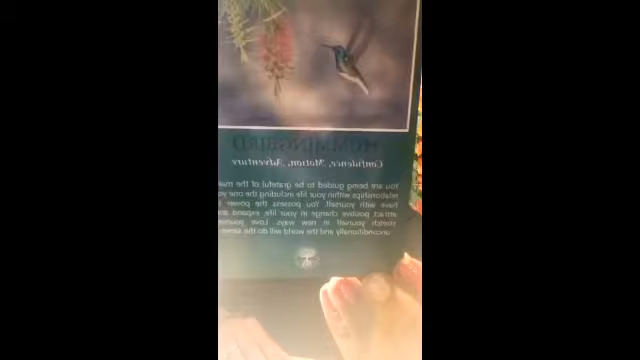 HUMMINGBIRD
Confidence, Motion, Adventure
You are being guided to be grateful of the
relationships within your life including the one
have with yourself. You possess the power
attract positive change in your life, expand and
stretch yourself in new ways. Love yourself
unconditionally and the world will do the same.